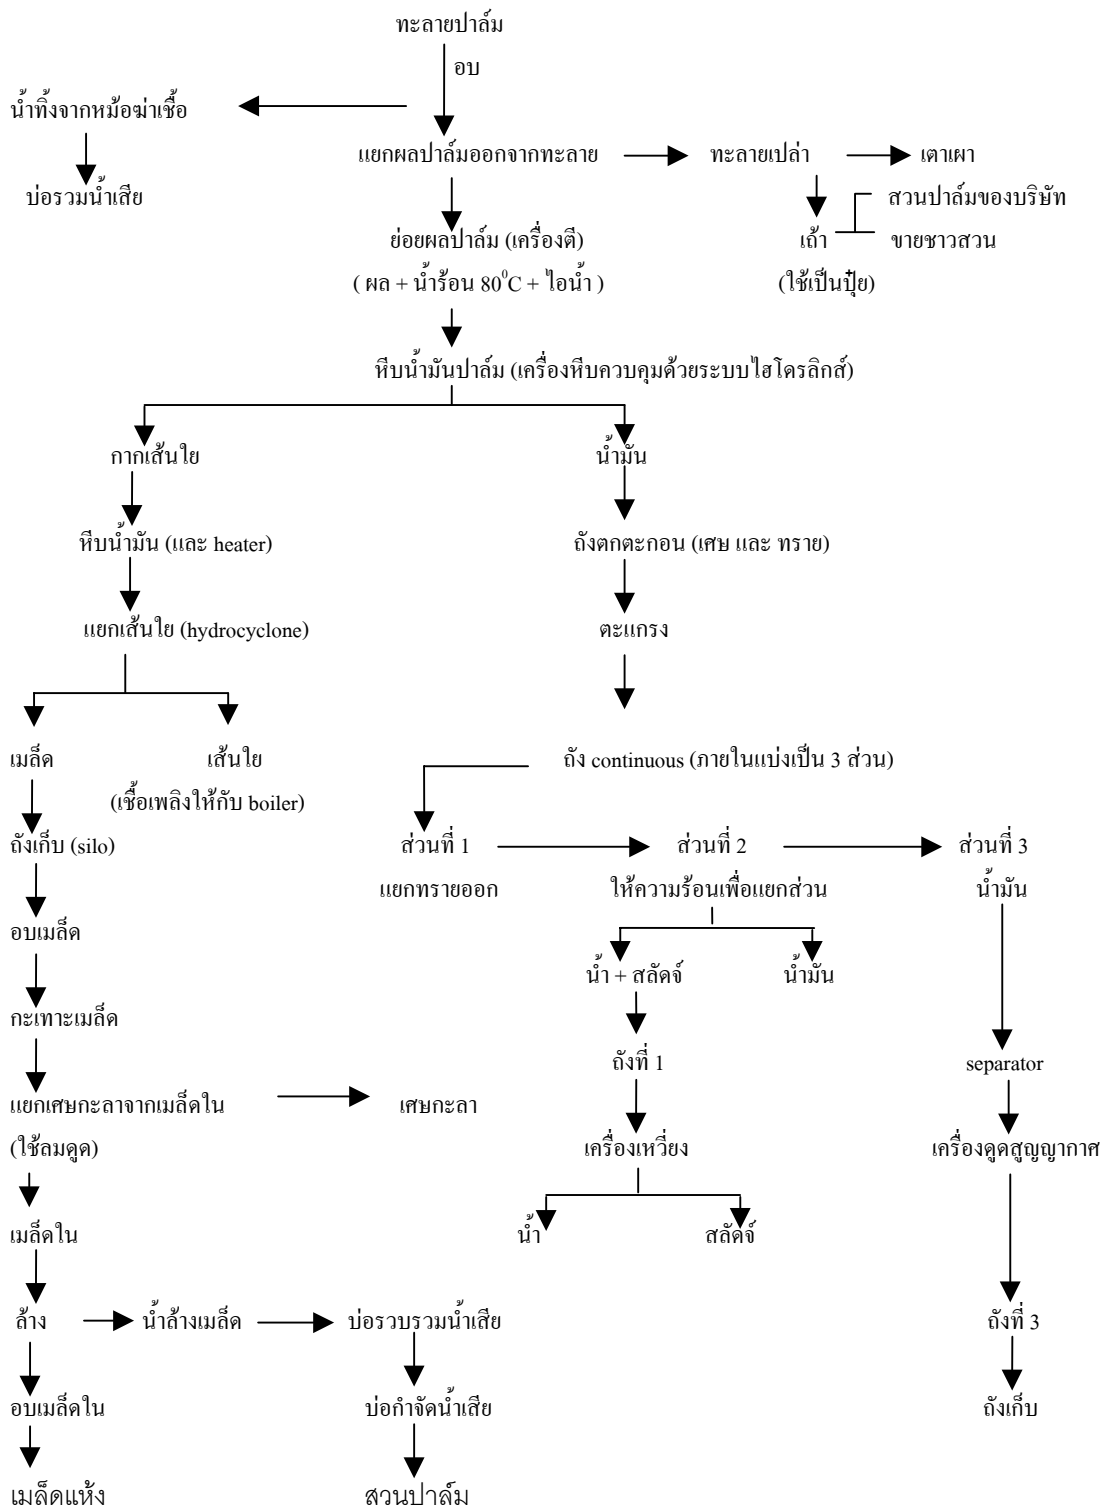 ทะลายปาล์ม
อบ
น้ำทิ้งจากหม้อฆ่าเชื้อ
แยกผลปาล์มออกจากทะลาย ทะลายเปล่า เตาเผา
บ่อรวมน้ำเสีย สวนปาล์มของบริษัท
ย่อยผลปาล์ม (เครื่องตี) เถ้า ขายชาวสวน
( ผล + น้ำร้อน 80⁰C + ไอน้ำ ) (ใช้เป็นปุ๋ย)
หีบน้ำมันปาล์ม (เครื่องหีบควบคุมด้วยระบบไฮโดรลิกส์)
กากเส้นใย น้ำมัน
หีบน้ำมัน (และ heater) ถังตกตะกอน (เศษ และ ทราย)
แยกเส้นใย (hydrocyclone) ตะแกรง
เมล็ด เส้นใย ถัง continuous (ภายในแบ่งเป็น 3 ส่วน)
(เชื้อเพลิงให้กับ boiler)
ถังเก็บ (silo) ส่วนที่ 1 ส่วนที่ 2 ส่วนที่ 3
แยกทรายออก ให้ความร้อนเพื่อแยกส่วน น้ำมัน
อบเมล็ด
น้ำ + สลัดจ์ น้ำมัน
กะเทาะเมล็ด
ถังที่ 1 separator
แยกเศษกะลาจากเมล็ดใน เศษกะลา
(ใช้ลมดูด) เครื่องเหวี่ยง เครื่องดูดสูญญากาศ
เมล็ดใน น้ำ สลัดจ์
ล้าง น้ำล้างเมล็ด บ่อรวบรวมน้ำเสีย ถังที่ 3
อบเมล็ดใน บ่อกำจัดน้ำเสีย ถังเก็บ
เมล็ดแห้ง สวนปาล์ม